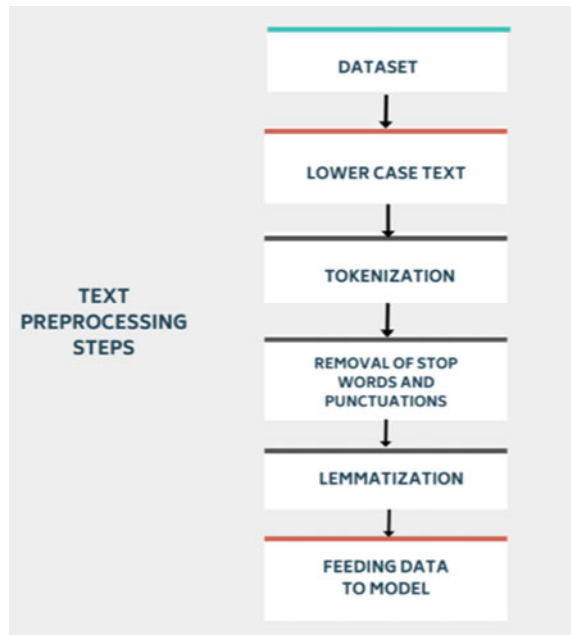 TEXT
PREPROCESSING
STEPS
DATASET
LOWER CASE TEXT
TOKENIZATION
REMOVAL OF STOP
WORDS AND
PUNCTUATIONS
LEMMATIZATION
FEEDING DATA
TO MODEL